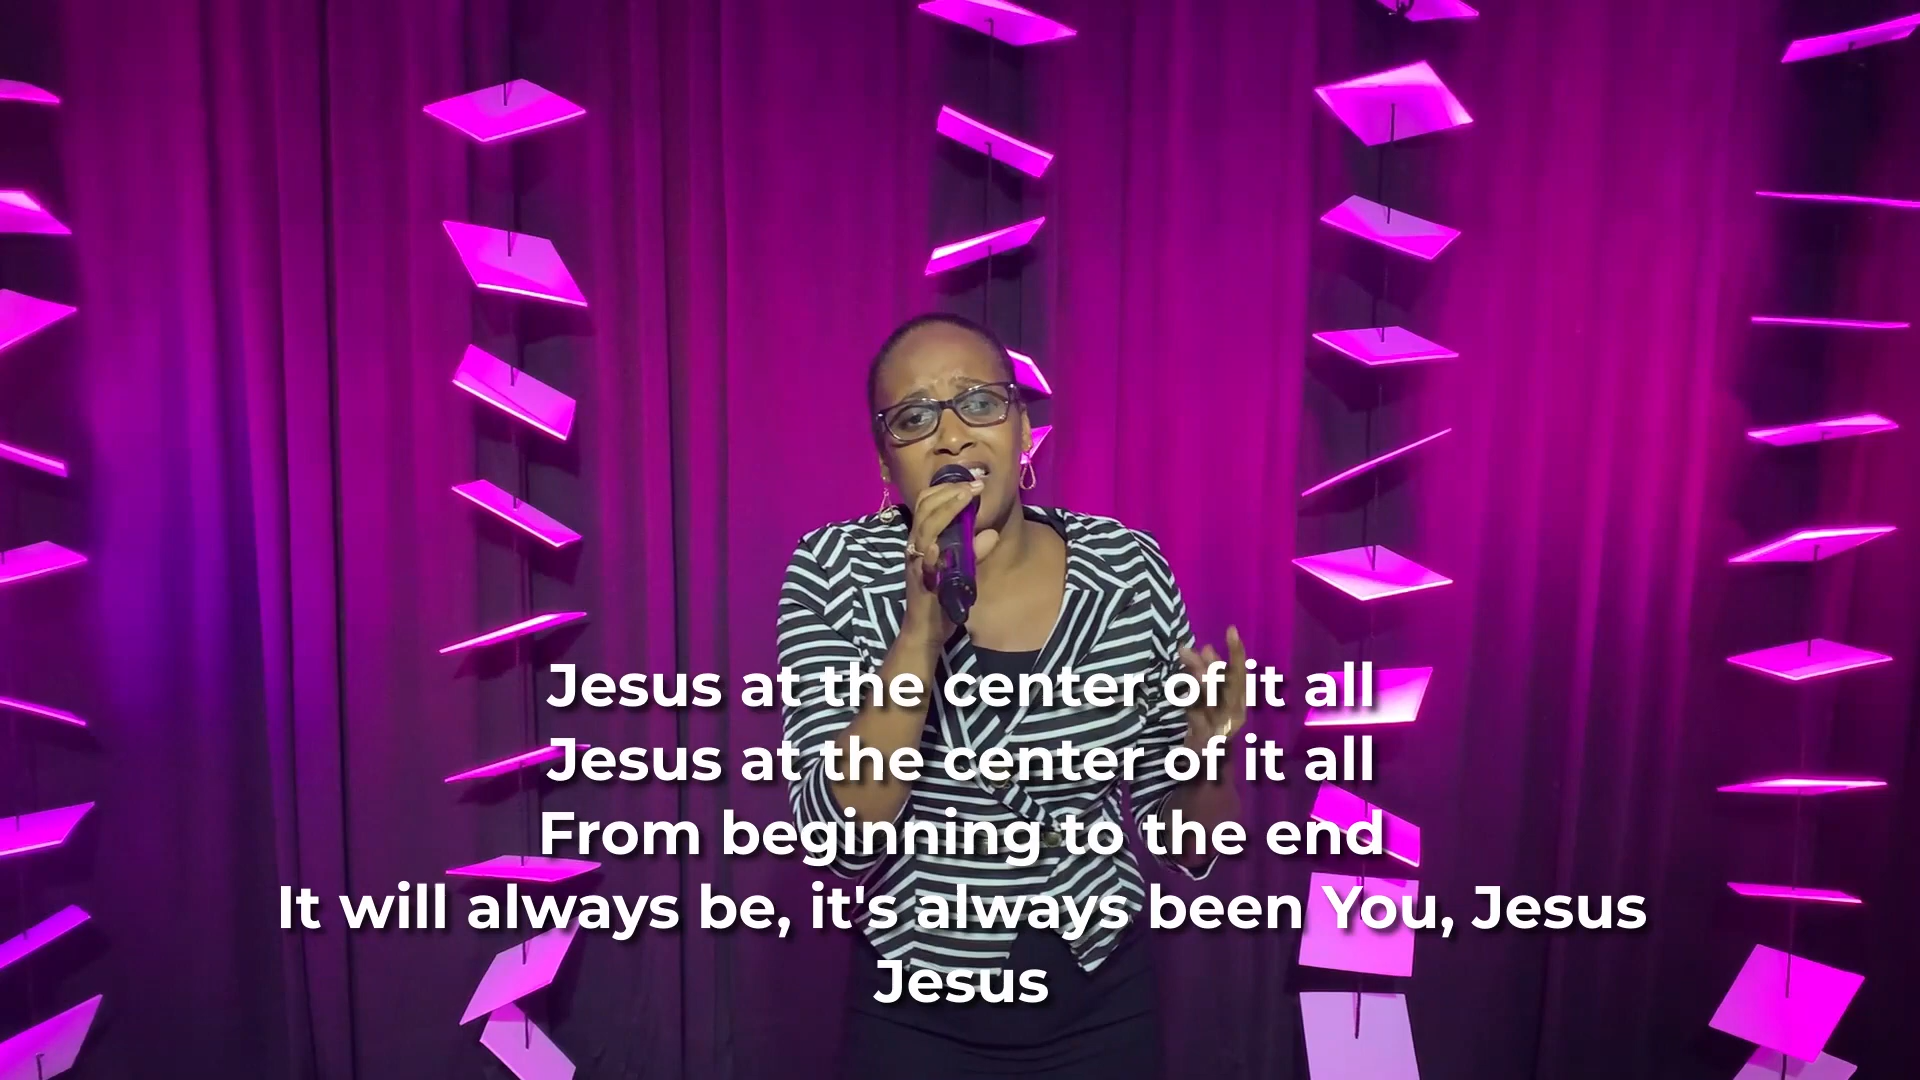 Jesus at the center of it all
Jesus at the center of it all
From beginning to the end
It will always be, it's always been You, Jesus
Jesus